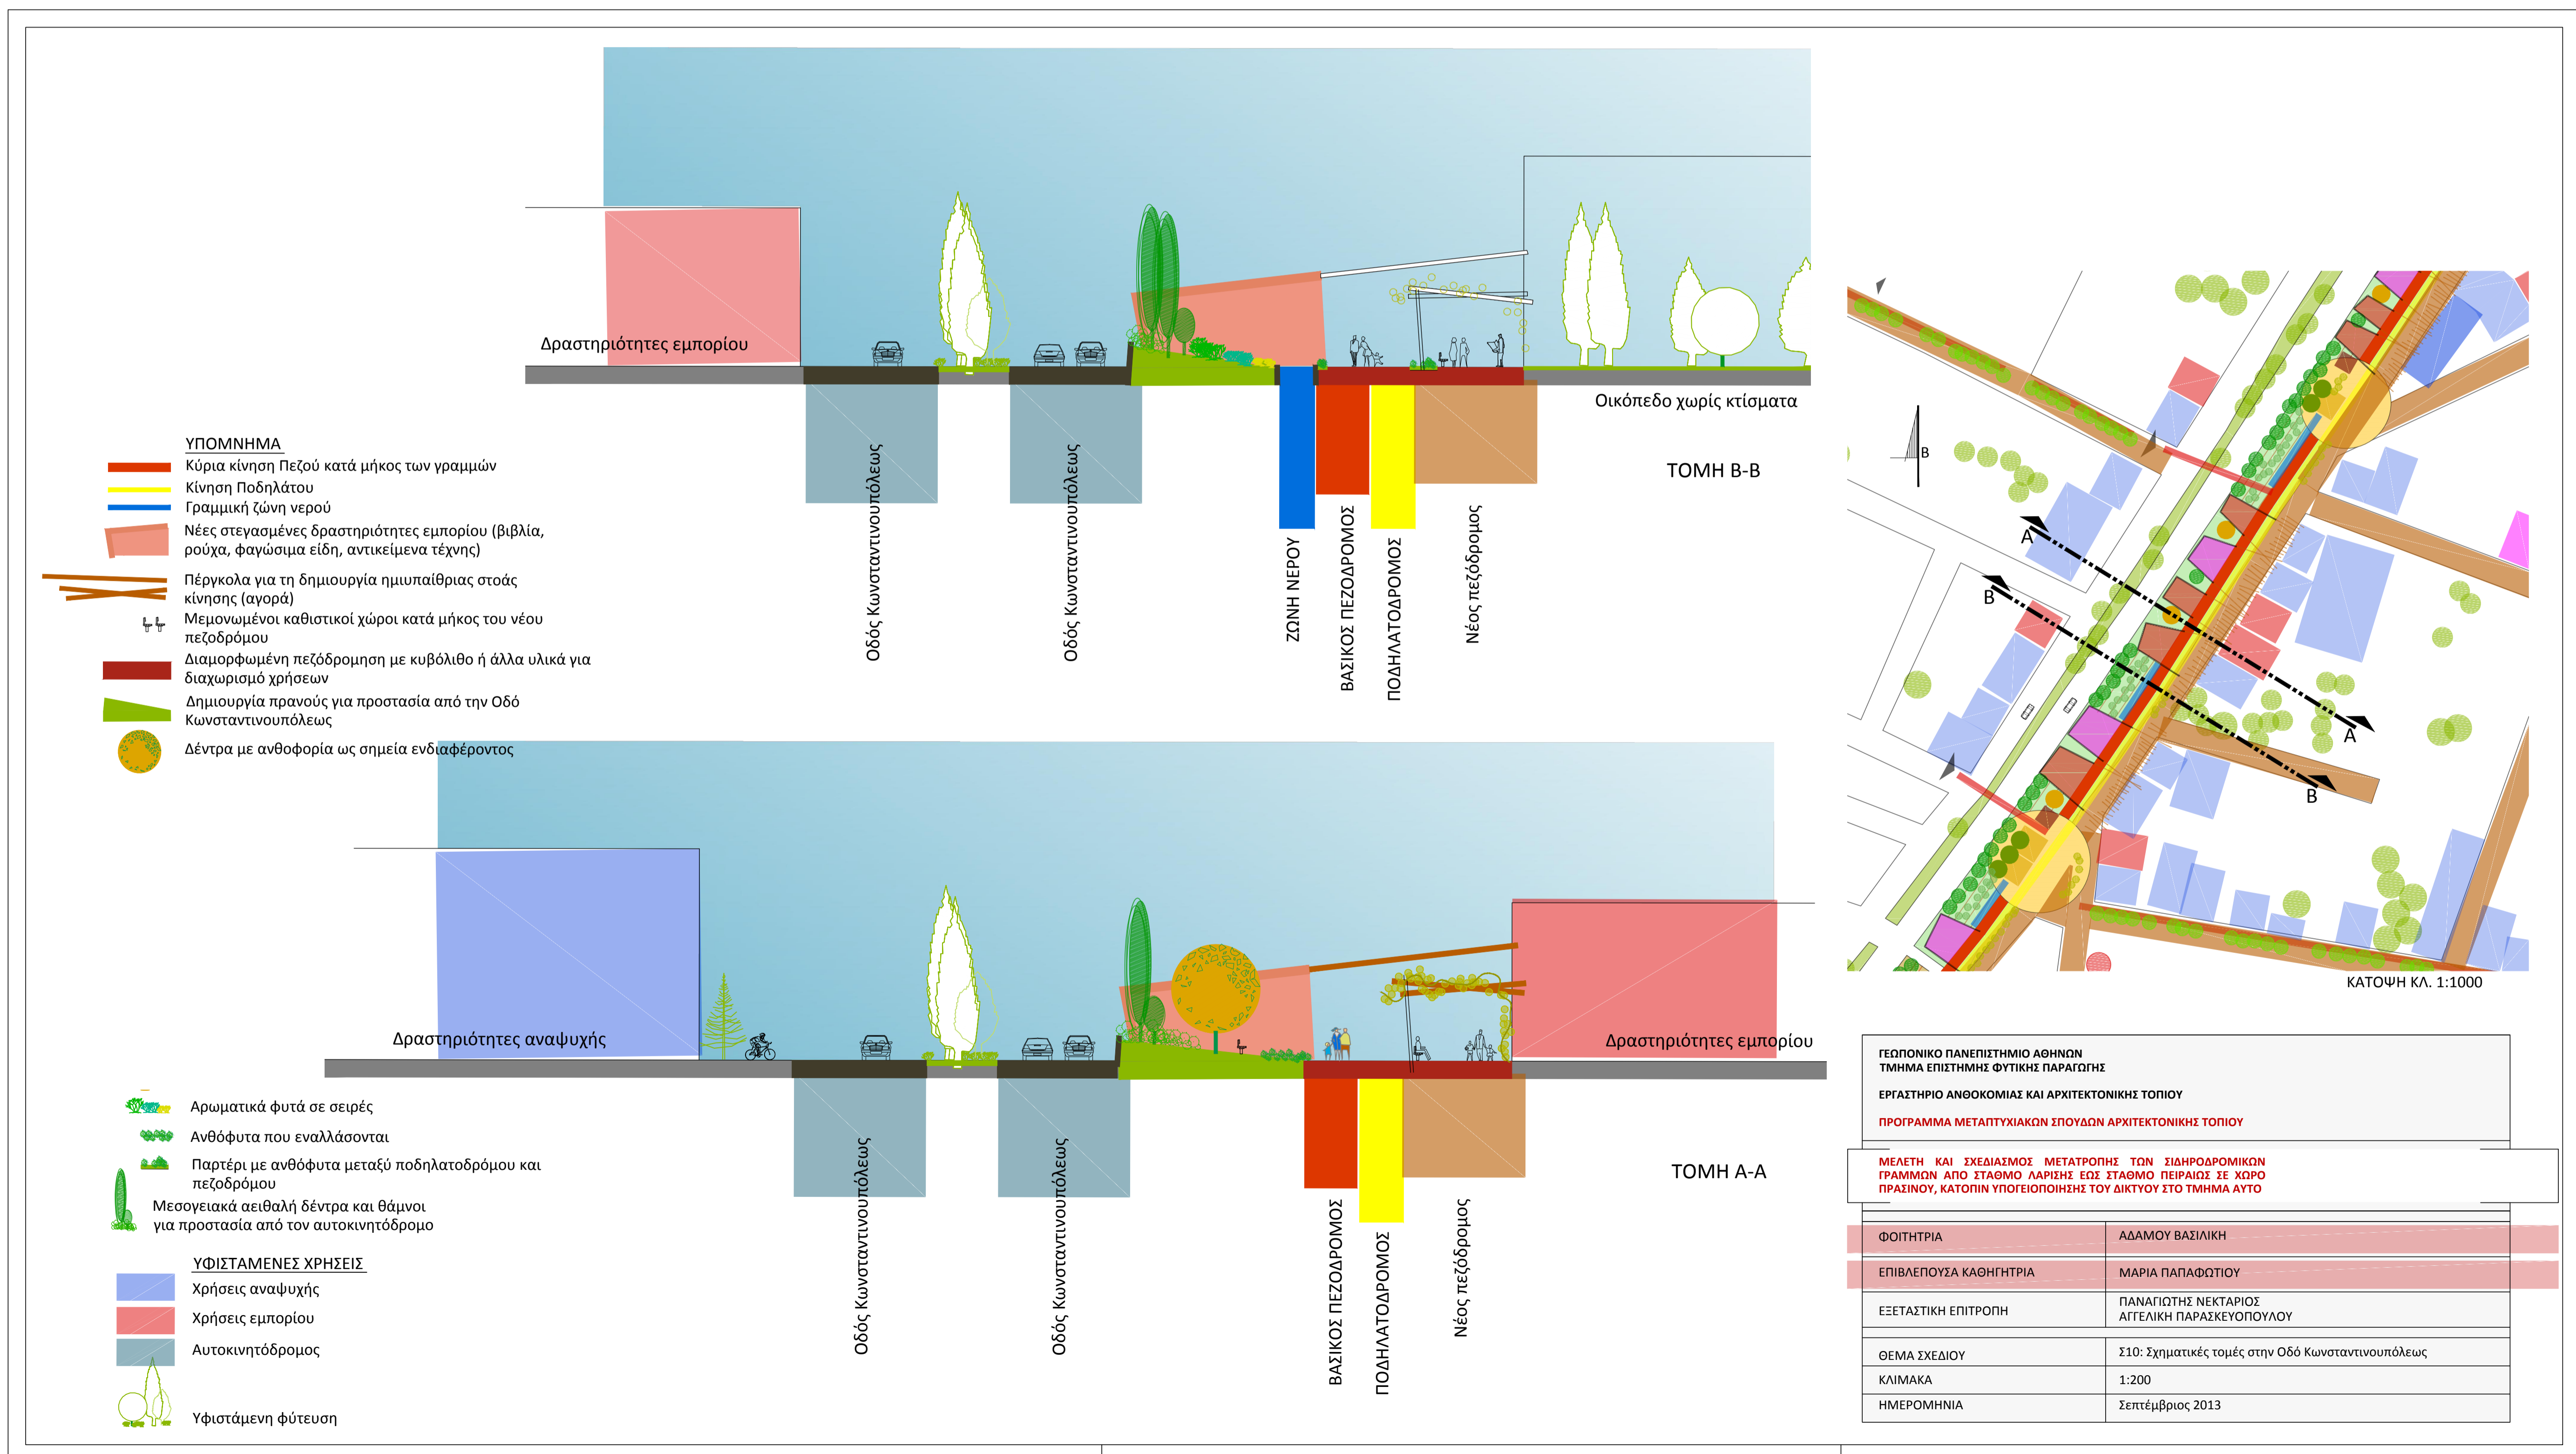 Δραστηριότητες εμπορίου
Οδός Κωνσταντινουπόλεως
Οδός Κωνσταντινουπόλεως
ΖΩΝΗ ΝΕΡΟΥ
ΒΑΣΙΚΟΣ ΠΕΖΟΔΡΟΜΟΣ
ΠΟΔΗΛΑΤΟΔΡΟΜΟΣ
Νέος πεζόδρομος
Οικόπεδο χωρίς κτίσματα
ΤΟΜΗ Β-Β
ΥΠΟΜΝΗΜΑ
Κύρια κίνηση Πεζού κατά μήκος των γραμμών
Κίνηση Ποδηλάτου
Γραμμική ζώνη νερού
Νέες στεγασμένες δραστηριότητες εμπορίου (βιβλία,
ρούχα, φαγώσιμα είδη, αντικείμενα τέχνης)
Πέργκολα για τη δημιουργία ημιυπαίθριας στοάς
κίνησης (αγορά)
Μεμονωμένοι καθιστικοί χώροι κατά μήκος του νέου
πεζοδρόμου
Διαμορφωμένη πεζόδρομηση με κυβόλιθο ή άλλα υλικά για
διαχωρισμό χρήσεων
Δημιουργία πρανούς για προστασία από την Οδό
Κωνσταντινουπόλεως
Δέντρα με ανθοφορία ως σημεία ενδιαφέροντος
Δραστηριότητες αναψυχής
Οδός Κωνσταντινουπόλεως
Οδός Κωνσταντινουπόλεως
ΒΑΣΙΚΟΣ ΠΕΖΟΔΡΟΜΟΣ
ΠΟΔΗΛΑΤΟΔΡΟΜΟΣ
Νέος πεζόδρομος
Δραστηριότητες εμπορίου
ΤΟΜΗ Α-Α
Αρωματικά φυτά σε σειρές
Ανθόφυτα που εναλλάσονται
Παρτέρι με ανθόφυτα μεταξύ ποδηλατοδρόμου και
πεζοδρόμου
Μεσογειακά αειθαλή δέντρα και θάμνοι
για προστασία από τον αυτοκινητόδρομο
ΥΦΙΣΤΑΜΕΝΕΣ ΧΡΗΣΕΙΣ
Χρήσεις αναψυχής
Χρήσεις εμπορίου
Αυτοκινητόδρομος
Υφιστάμενη φύτευση
Β
Α
Β
Α
Β
ΚΑΤΟΨΗ ΚΛ. 1:1000
ΓΕΩΠΟΝΙΚΟ ΠΑΝΕΠΙΣΤΗΜΙΟ ΑΘΗΝΩΝ
ΤΜΗΜΑ ΕΠΙΣΤΗΜΗΣ ΦΥΤΙΚΗΣ ΠΑΡΑΓΩΓΗΣ
ΕΡΓΑΣΤΗΡΙΟ ΑΝΘΟΚΟΜΙΑΣ ΚΑΙ ΑΡΧΙΤΕΚΤΟΝΙΚΗΣ ΤΟΠΙΟΥ
ΠΡΟΓΡΑΜΜΑ ΜΕΤΑΠΤΥΧΙΑΚΩΝ ΣΠΟΥΔΩΝ ΑΡΧΙΤΕΚΤΟΝΙΚΗΣ ΤΟΠΙΟΥ
ΜΕΛΕΤΗ ΚΑΙ ΣΧΕΔΙΑΣΜΟΣ ΜΕΤΑΤΡΟΠΗΣ ΤΩΝ ΣΙΔΗΡΟΔΡΟΜΙΚΩΝ
ΓΡΑΜΜΩΝ ΑΠΟ ΣΤΑΘΜΟ ΛΑΡΙΣΗΣ ΕΩΣ ΣΤΑΘΜΟ ΠΕΙΡΑΙΩΣ ΣΕ ΧΩΡΟ
ΠΡΑΣΙΝΟΥ, ΚΑΤΟΠΙΝ ΥΠΟΓΕΙΟΠΟΙΗΣΗΣ ΤΟΥ ΔΙΚΤΥΟΥ ΣΤΟ ΤΜΗΜΑ ΑΥΤΟ
ΦΟΙΤΗΤΡΙΑ ΑΔΑΜΟΥ ΒΑΣΙΛΙΚΗ
ΕΠΙΒΛΕΠΟΥΣΑ ΚΑΘΗΓΗΤΡΙΑ ΜΑΡΙΑ ΠΑΠΑΦΩΤΙΟΥ
ΕΞΕΤΑΣΤΙΚΗ ΕΠΙΤΡΟΠΗ ΠΑΝΑΓΙΩΤΗΣ ΝΕΚΤΑΡΙΟΣ
ΑΓΓΕΛΙΚΗ ΠΑΡΑΣΚΕΥΟΠΟΥΛΟΥ
ΘΕΜΑ ΣΧΕΔΙΟΥ Σ10: Σχηματικές τομές στην Οδό Κωνσταντινουπόλεως
ΚΛΙΜΑΚΑ 1:200
ΗΜΕΡΟΜΗΝΙΑ Σεπτέμβριος 2013